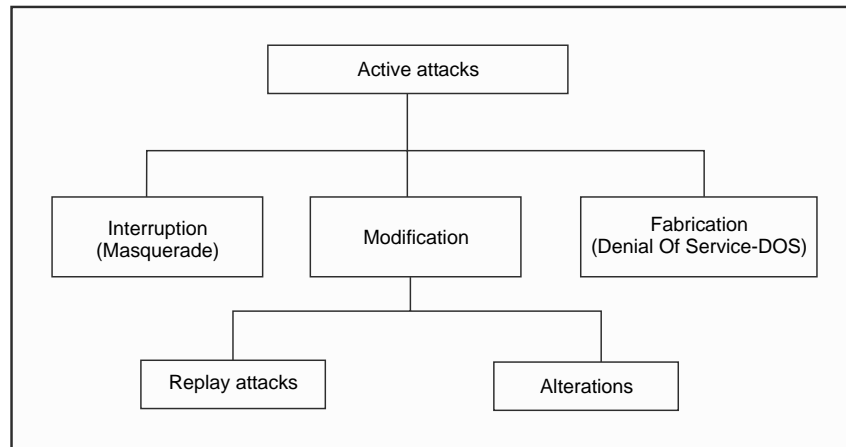 Active attacks
Interruption
(Masquerade)
Modification
Fabrication
(Denial Of Service-DOS)
Replay attacks
Alterations